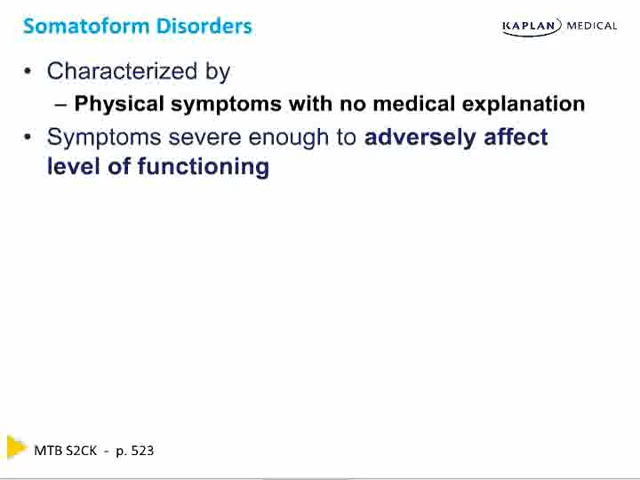 Somatoform Disorders
KAPLAN MEDICAL
• Characterized by
– Physical symptoms with no medical explanation
• Symptoms severe enough to adversely affect
level of functioning
MTB S2CK - p. 523